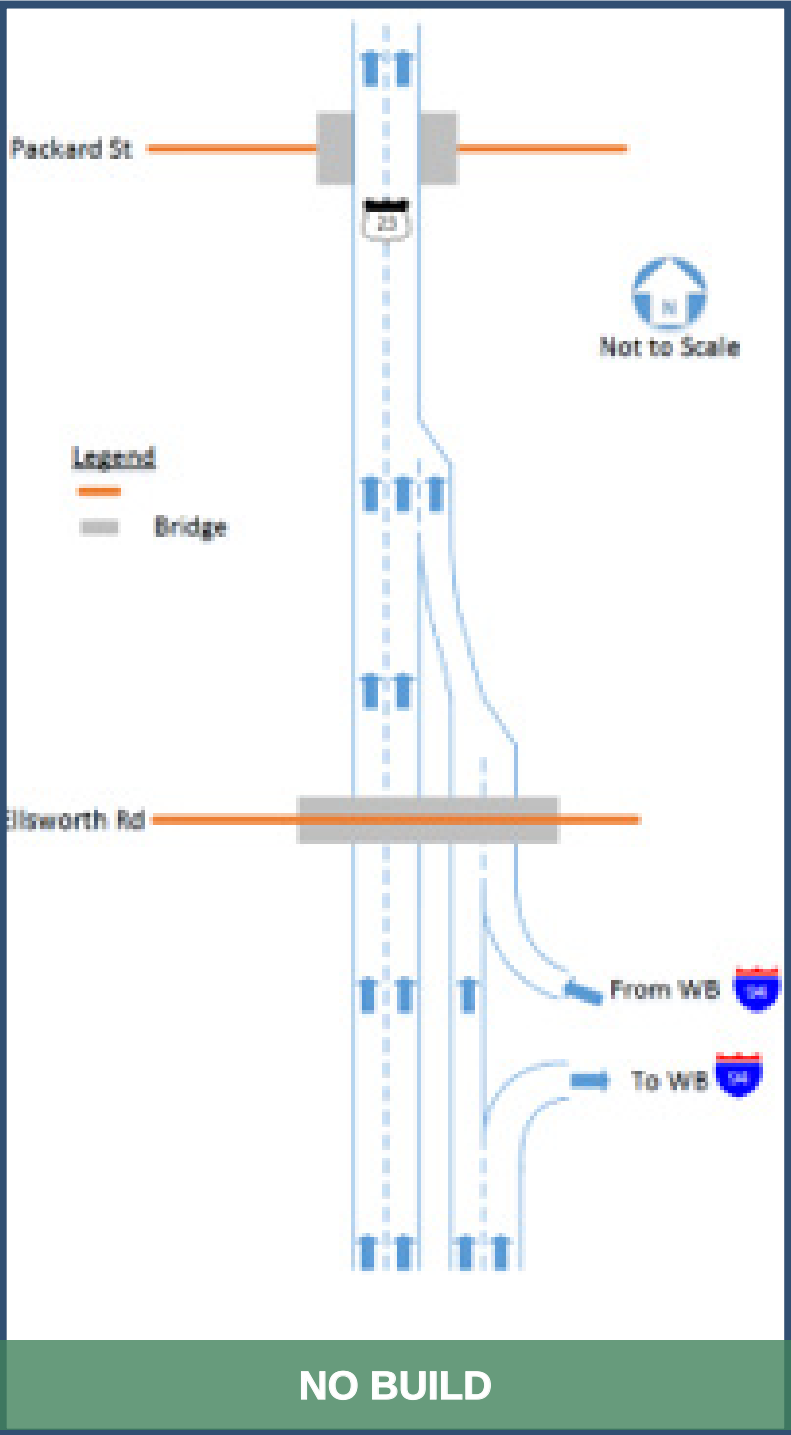 Packard St
23
N
Not to Scale
Legend
Bridge
Ellsworth Rd
From WB 94
To WB 94
NO BUILD